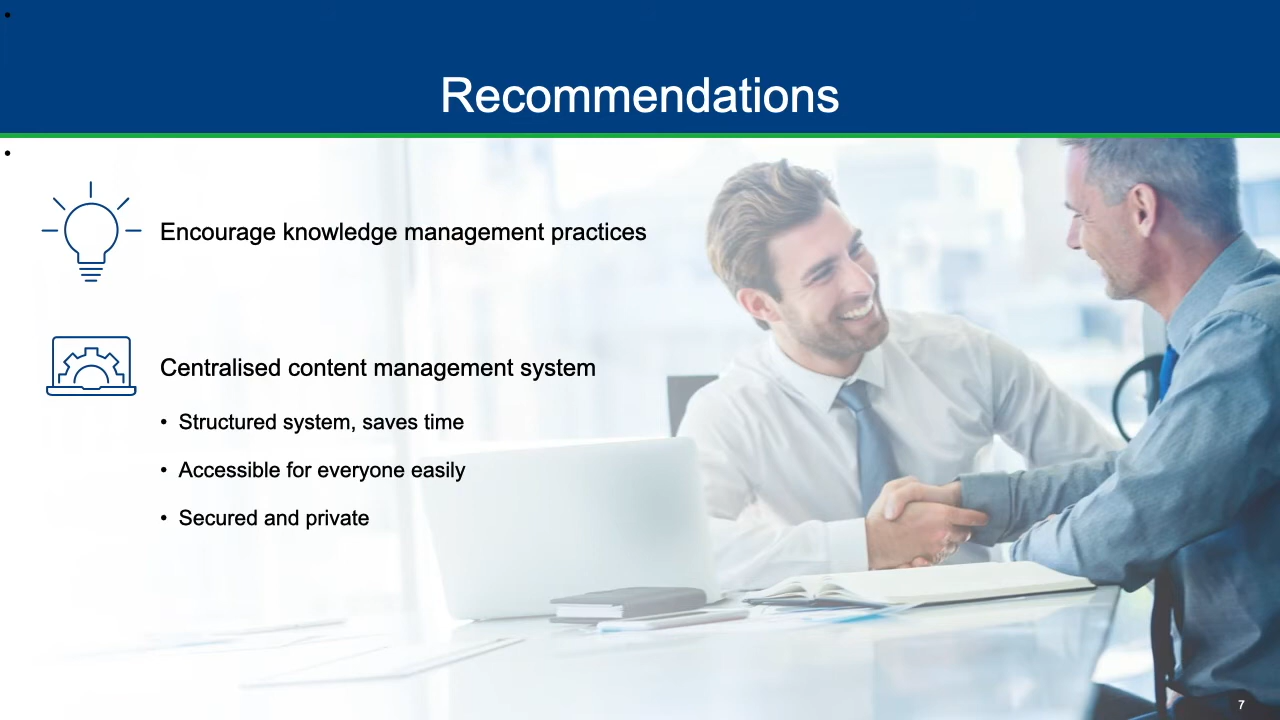 Recommendations
Encourage knowledge management practices
Centralised content management system
• Structured system, saves time
• Accessible for everyone easily
• Secured and private
7